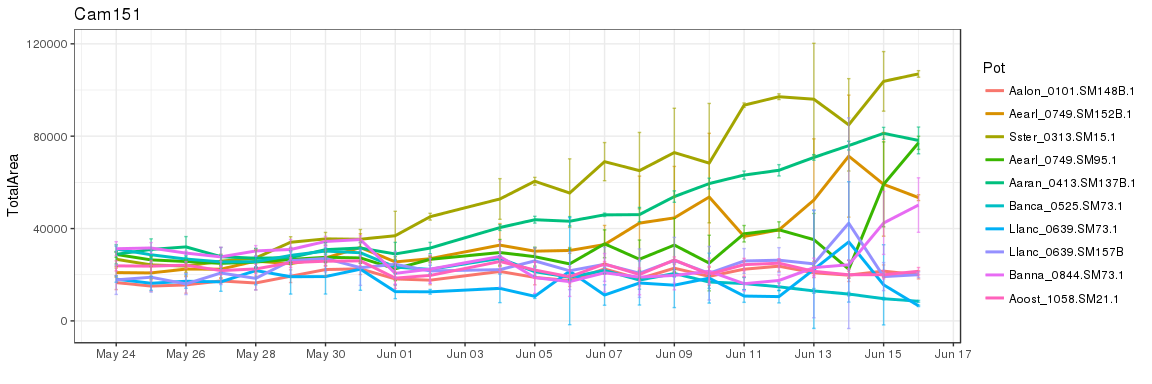 Cam151
TotalArea
120000
80000
40000
0
May 24 May 26 May 28 May 30 Jun 01 Jun 03 Jun 05 Jun 07 Jun 09 Jun 11 Jun 13 Jun 15 Jun 17
Pot
Aalon_0101.SM148B.1
Aearl_0749.SM152B.1
Sster_0313.SM15.1
Aearl_0749.SM95.1
Aaran_0413.SM137B.1
Banca_0525.SM73.1
Llanc_0639.SM73.1
Llanc_0639.SM157B
Banna_0844.SM73.1
Aoost_1058.SM21.1